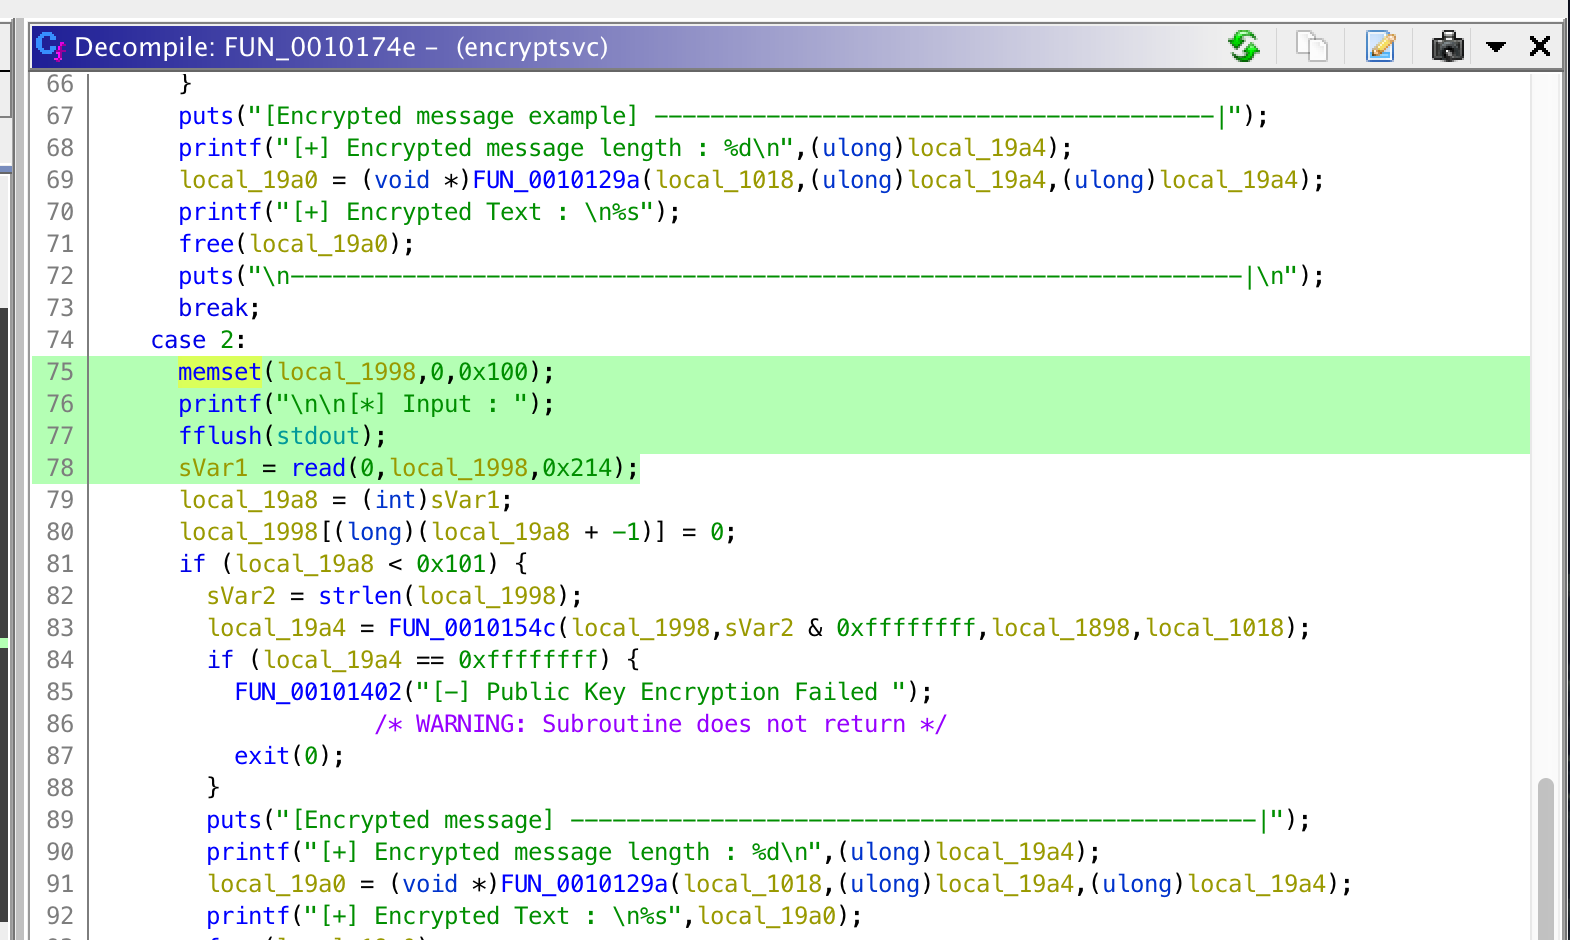 Decompile: FUN_0010174e – (encryptsvc)
66 }
67 puts("[Encrypted message example] ----------------------------------------|");
68 printf("[+] Encrypted message length : %d\n",(ulong)local_19a4);
69 local_19a0 = (void *)FUN_0010129a(local_1018,(ulong)local_19a4,(ulong)local_19a4);
70 printf("[+] Encrypted Text : \n%s");
71 free(local_19a0);
72 puts("\n--------------------------------------------------------------------|\n");
73 break;
74 case 2:
75 memset(local_1998,0,0x100);
76 printf("\n\n[*] Input : ");
77 fflush(stdout);
78 sVar1 = read(0,local_1998,0x214);
79 local_19a8 = (int)sVar1;
80 local_1998[(long)(local_19a8 + -1)] = 0;
81 if (local_19a8 < 0x101) {
82 sVar2 = strlen(local_1998);
83 local_19a4 = FUN_0010154c(local_1998,sVar2 & 0xffffffff,local_1898,local_1018);
84 if (local_19a4 == 0xffffffff) {
85 FUN_00101402("[-] Public Key Encryption Failed ");
86 /* WARNING: Subroutine does not return */
87 exit(0);
88 }
89 puts("[Encrypted message] -------------------------------------------------|");
90 printf("[+] Encrypted message length : %d\n",(ulong)local_19a4);
91 local_19a0 = (void *)FUN_0010129a(local_1018,(ulong)local_19a4,(ulong)local_19a4);
92 printf("[+] Encrypted Text : \n%s",local_19a0);